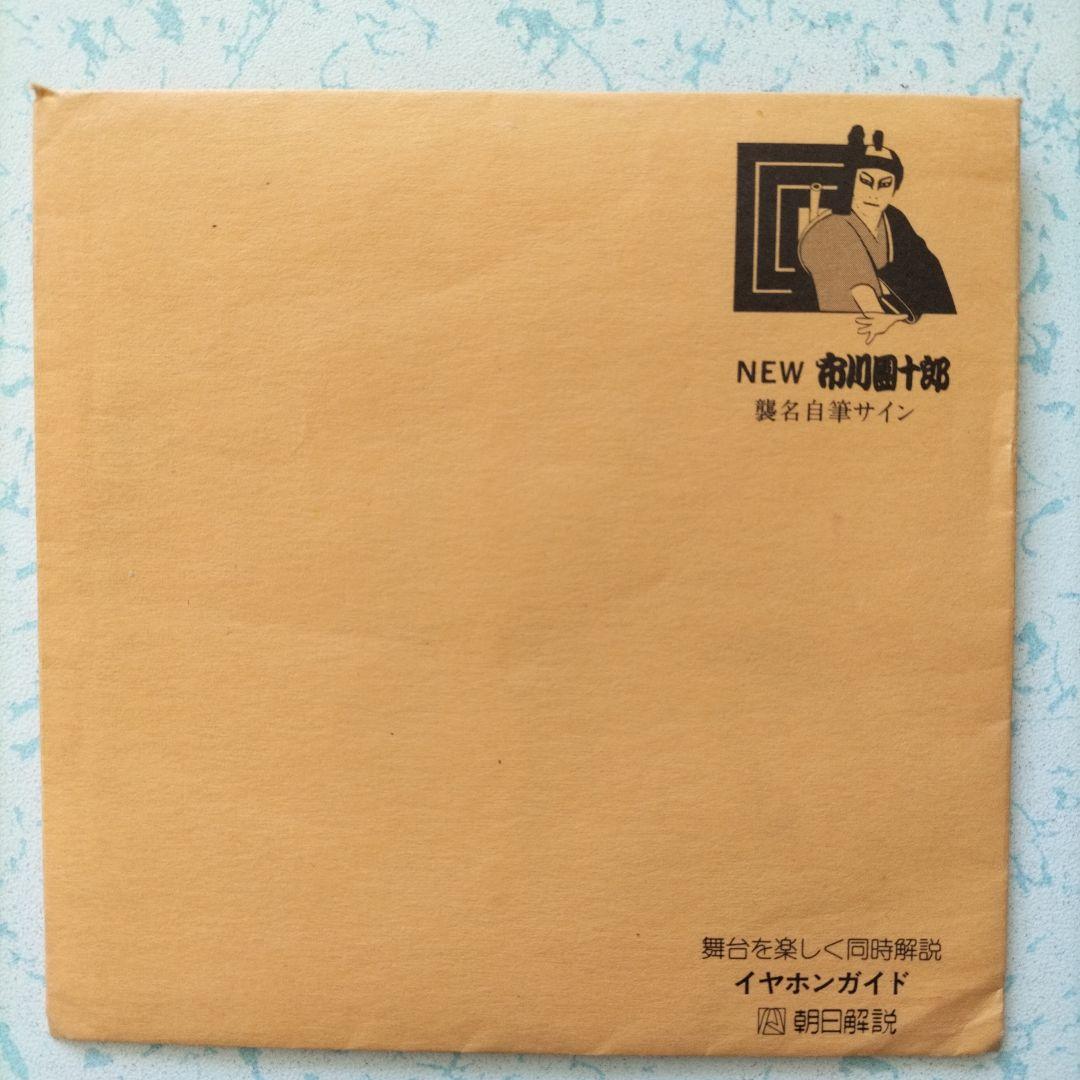 NEW 市川團十郎
襲名自筆サイン
舞台を楽しく同時解説
イヤホンガイド
朝日解説